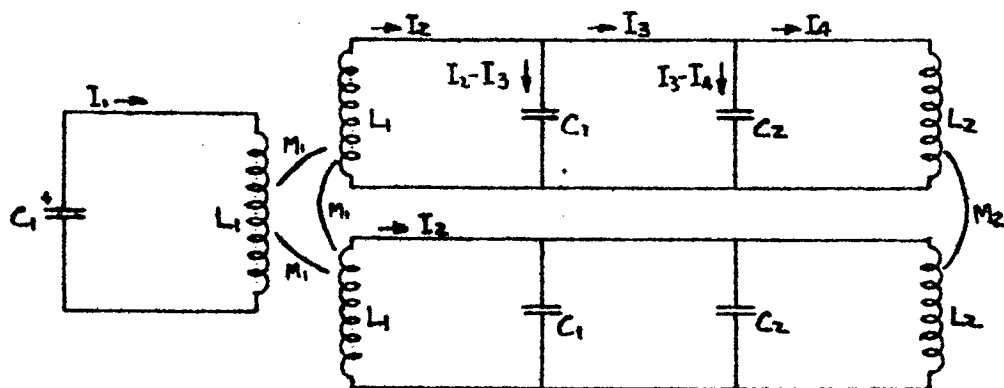 I₂ I₃ I₄
I₂-I₃ I₃-I₄
I₁
L₁ C₁ C₂ L₂
M₁
C₁ + L₁ M₁ M₂
M₁
I₂
L₁ C₁ C₂ L₂